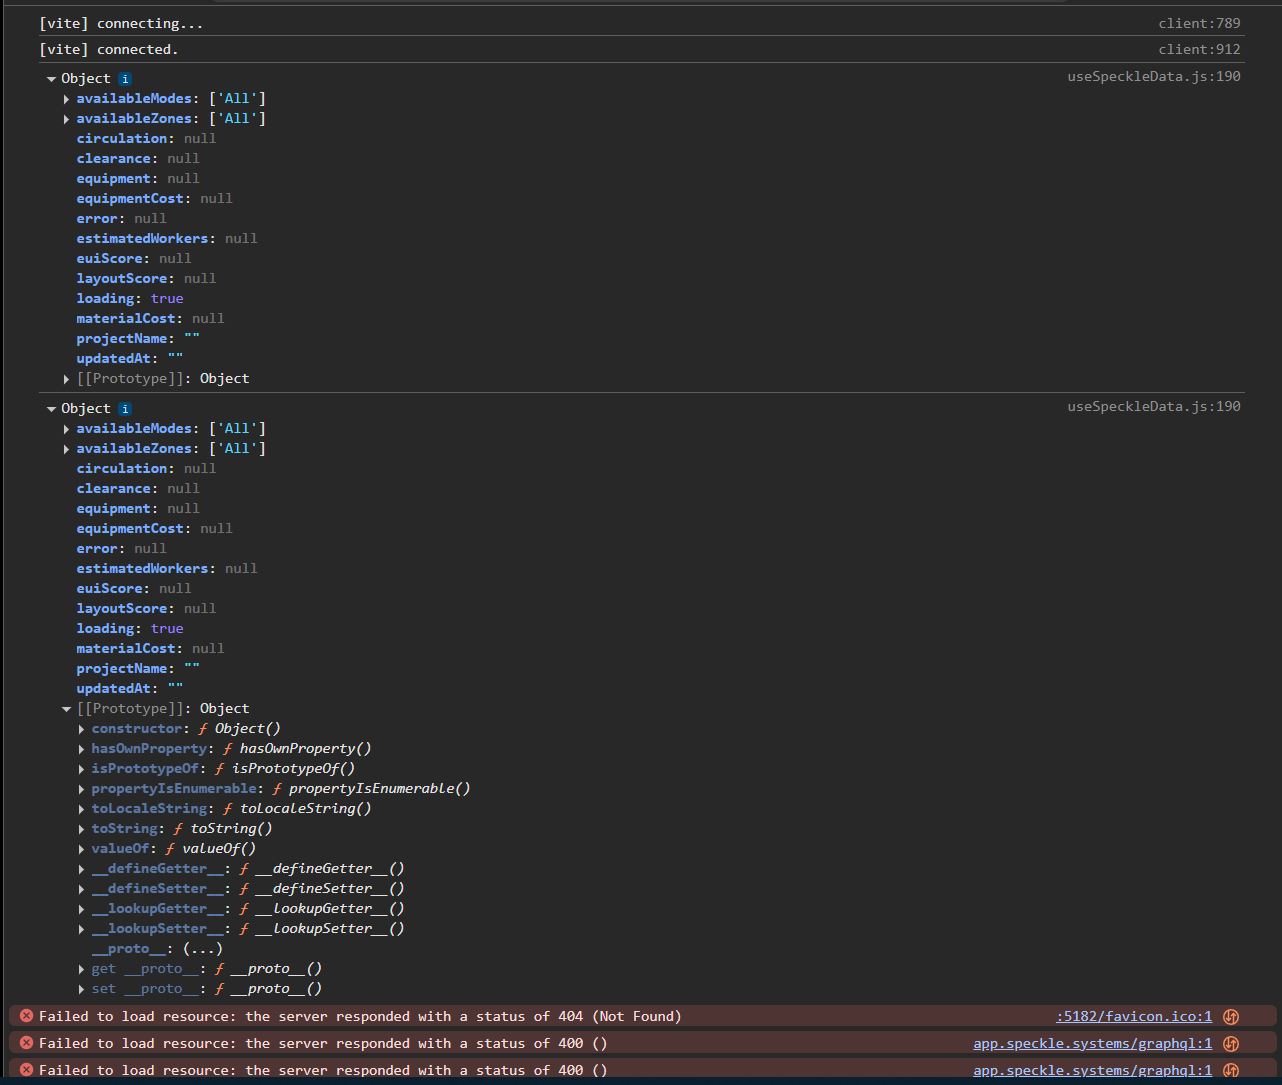 [vite] connecting... client:789
[vite] connected. client:912
Object i useSpeckleData.js:190
availableModes: ['All']
availableZones: ['All']
circulation: null
clearance: null
equipment: null
equipmentCost: null
error: null
estimatedWorkers: null
euiScore: null
layoutScore: null
loading: true
materialCost: null
projectName: ""
updatedAt: ""
[[Prototype]]: Object
Object i useSpeckleData.js:190
availableModes: ['All']
availableZones: ['All']
circulation: null
clearance: null
equipment: null
equipmentCost: null
error: null
estimatedWorkers: null
euiScore: null
layoutScore: null
loading: true
materialCost: null
projectName: ""
updatedAt: ""
[[Prototype]]: Object
constructor: ƒ Object()
hasOwnProperty: ƒ hasOwnProperty()
isPrototypeOf: ƒ isPrototypeOf()
propertyIsEnumerable: ƒ propertyIsEnumerable()
toLocaleString: ƒ toLocaleString()
toString: ƒ toString()
valueOf: ƒ valueOf()
__defineGetter__: ƒ __defineGetter__()
__defineSetter__: ƒ __defineSetter__()
__lookupGetter__: ƒ __lookupGetter__()
__lookupSetter__: ƒ __lookupSetter__()
__proto__: (...)
get __proto__: ƒ __proto__()
set __proto__: ƒ __proto__()
Failed to load resource: the server responded with a status of 404 (Not Found) :5182/favicon.ico:1
Failed to load resource: the server responded with a status of 400 () app.speckle.systems/graphql:1
Failed to load resource: the server responded with a status of 400 () app.speckle.systems/graphql:1